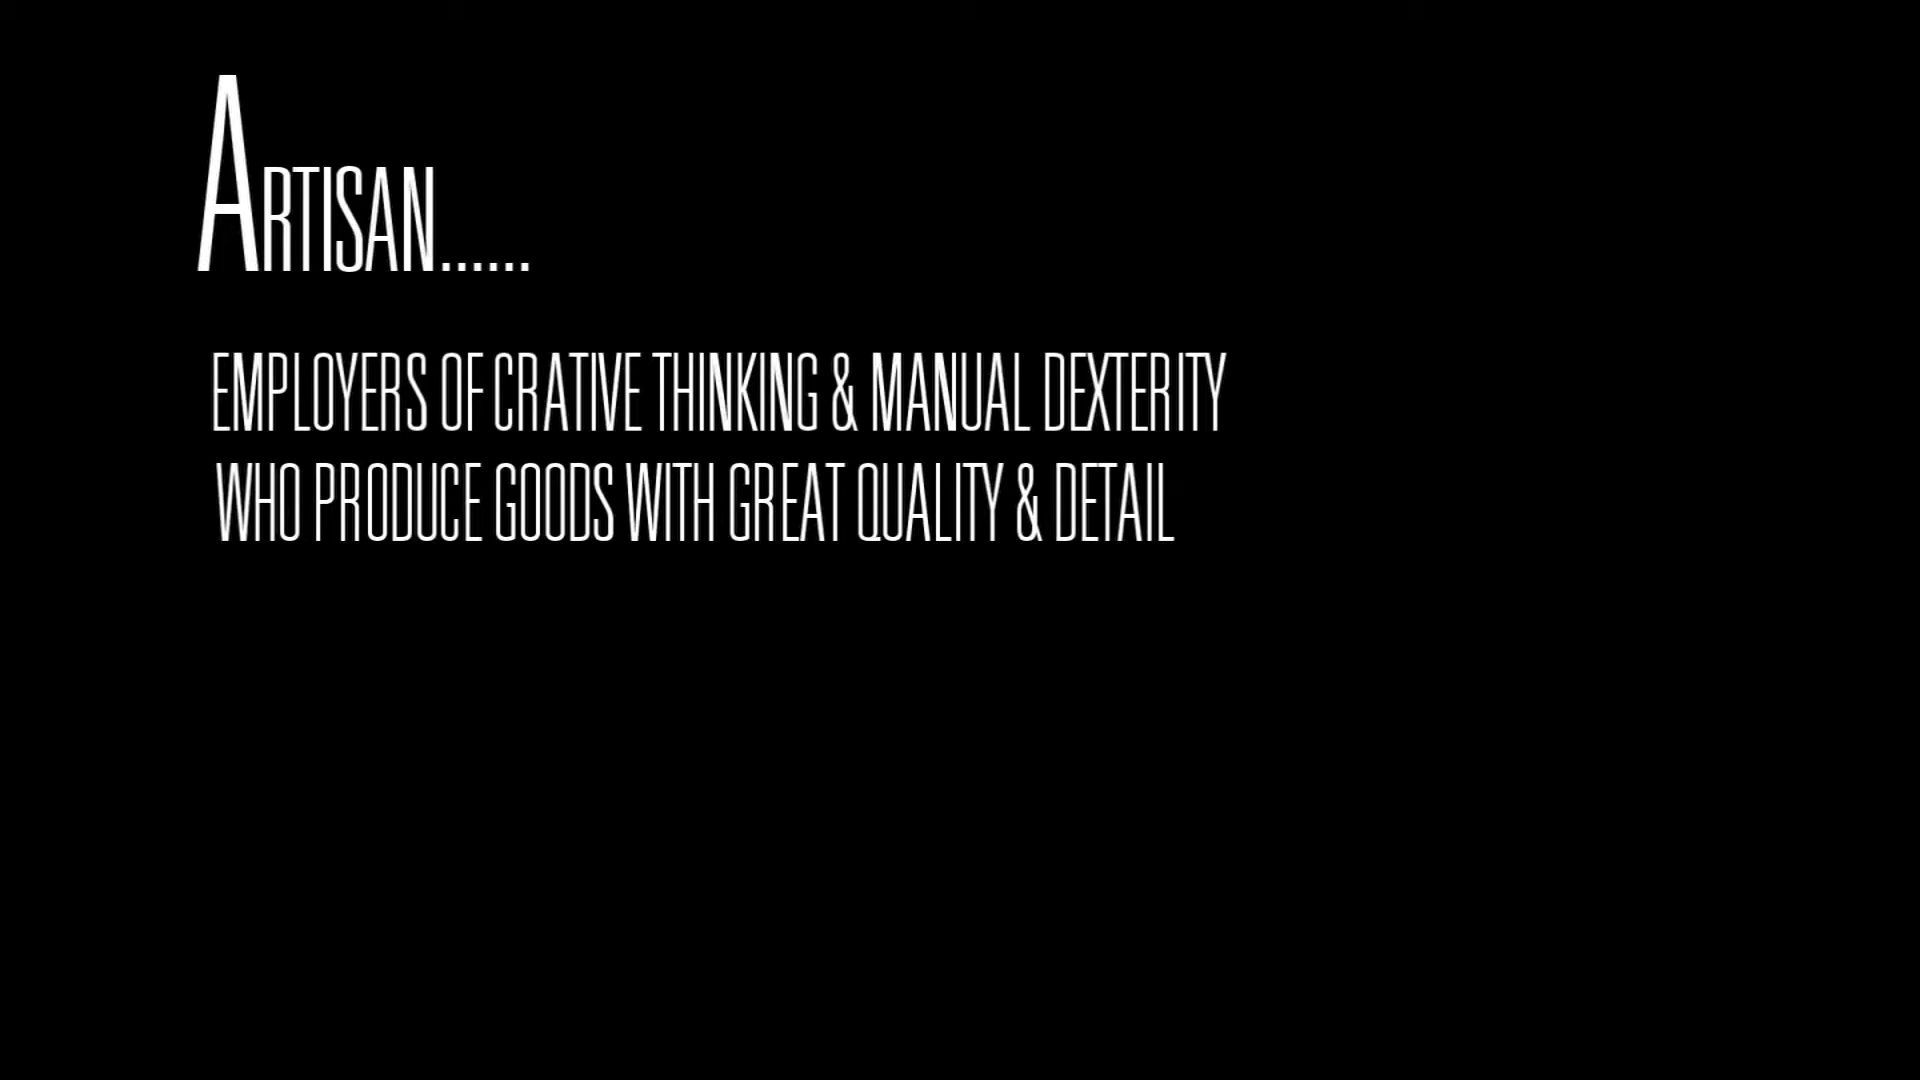 ARTISAN......
EMPLOYERS OF CRATIVE THINKING & MANUAL DEXTERITY
WHO PRODUCE GOODS WITH GREAT QUALITY & DETAIL